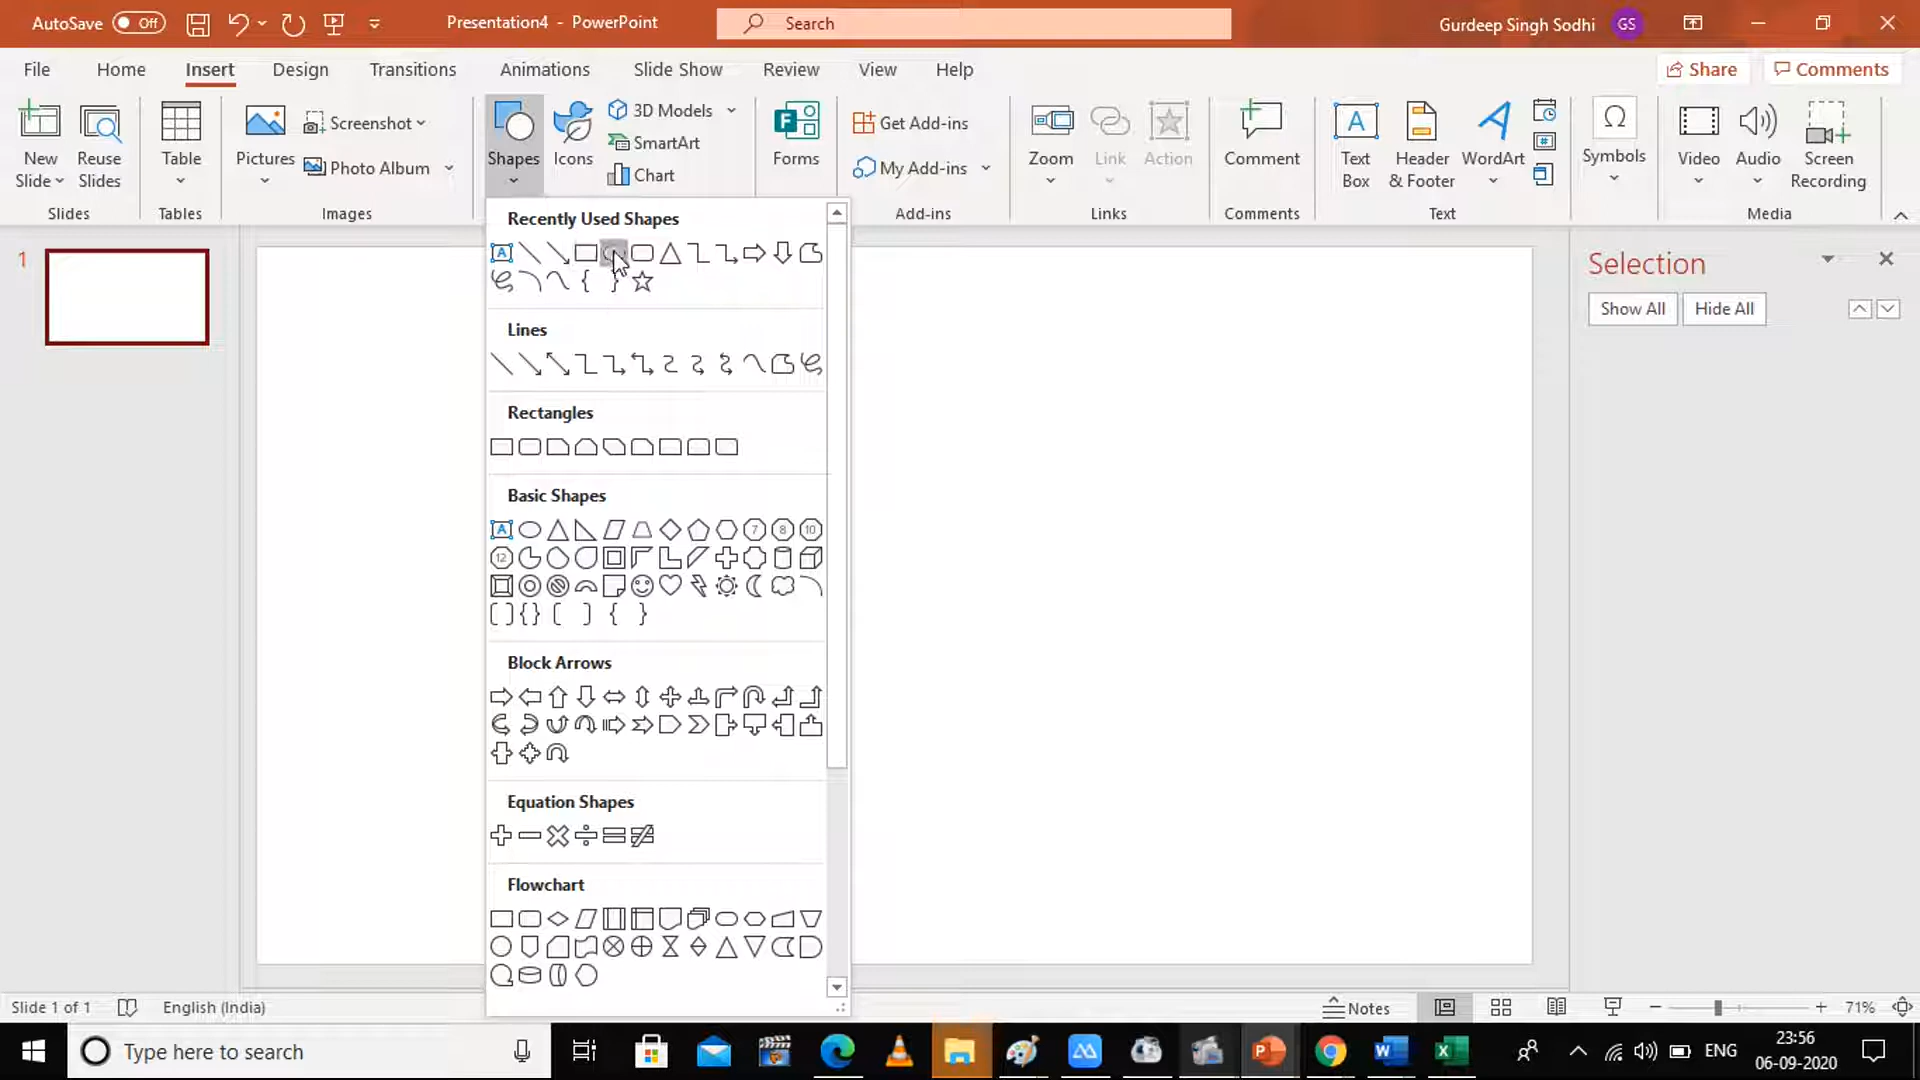 AutoSave Off
Presentation4 - PowerPoint
Search
Gurdeep Singh Sodhi GS
File Home Insert Design Transitions Animations Slide Show Review View Help
Share Comments
New Slide
Reuse Slides
Table
Pictures
Screenshot
Photo Album
Shapes
Icons
3D Models
SmartArt
Chart
Forms
Get Add-ins
My Add-ins
Zoom
Link
Action
Comment
Text Box
Header & Footer
WordArt
Symbols
Video
Audio
Screen Recording
Slides Tables Images Add-ins Links Comments Text Media
Recently Used Shapes
Lines
Rectangles
Basic Shapes
7 8 10
12
Block Arrows
Equation Shapes
Flowchart
1
Selection
Show All Hide All
Slide 1 of 1 English (India) Notes 71%
Type here to search
ENG
23:56
06-09-2020